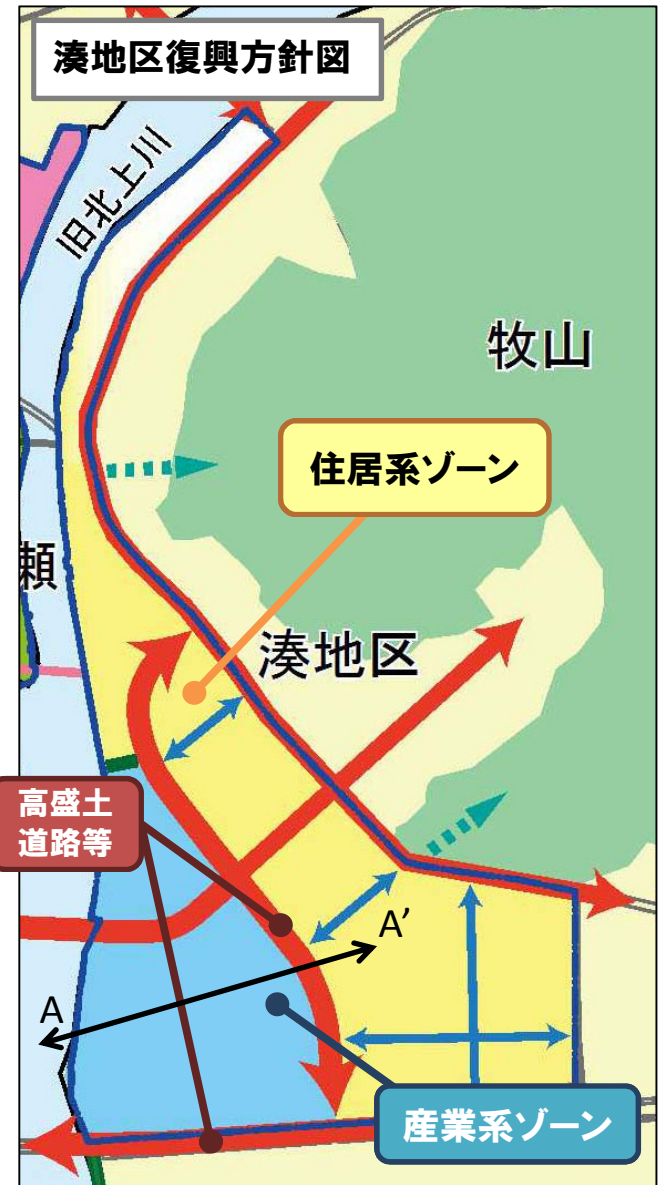 湊地区復興方針図
旧北上川
牧山
住居系ゾーン
瀬
湊地区
高盛土
道路等
A'
A
産業系ゾーン